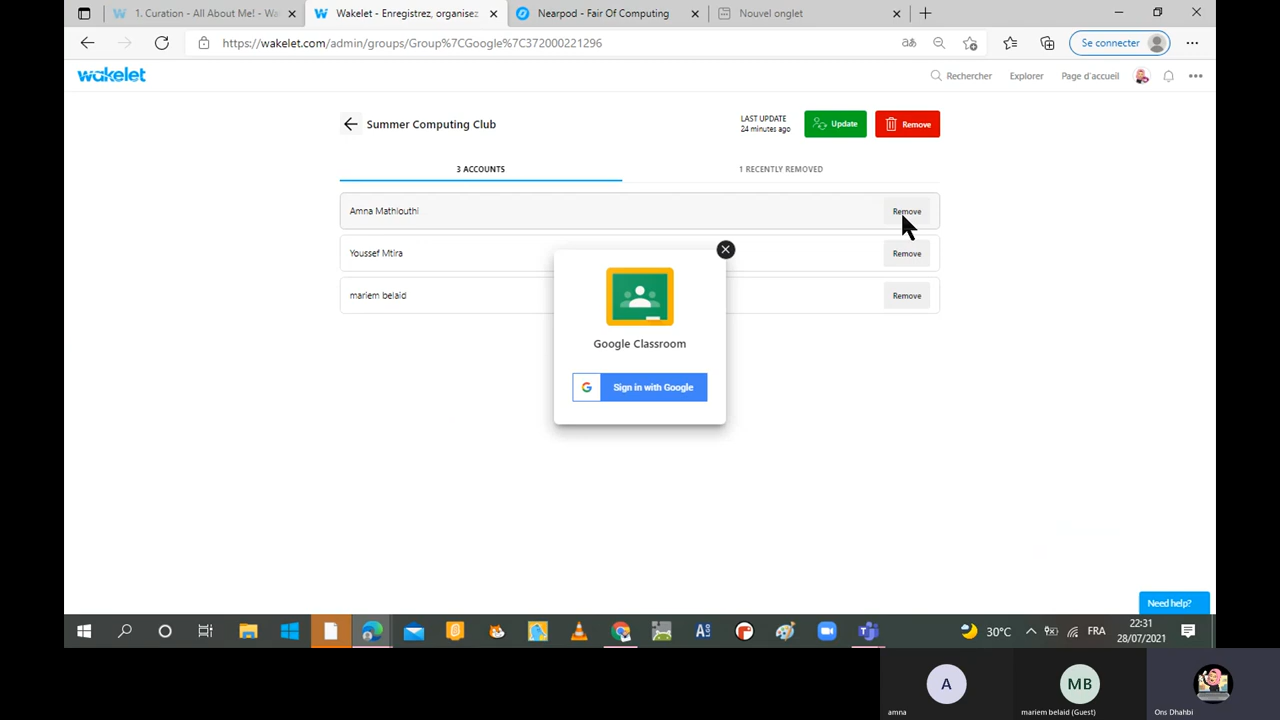 1. Curation - All About Me! - Wa
Wakelet - Enregistrez, organisez
Nearpod - Fair Of Computing
Nouvel onglet
https://wakelet.com/admin/groups/Group%7CGoogle%7C372000221296
Se connecter
wakelet
Rechercher
Explorer
Page d'accueil
Summer Computing Club
LAST UPDATE
24 minutes ago
Update
Remove
3 ACCOUNTS
1 RECENTLY REMOVED
Amna Mathiouthi
Remove
Youssef Mtira
Remove
mariem belaid
Remove
Google Classroom
Sign in with Google
Need help?
30°C
FRA
22:31
28/07/2021
A
MB
amna
mariem belaid (Guest)
Ons Dhahbi